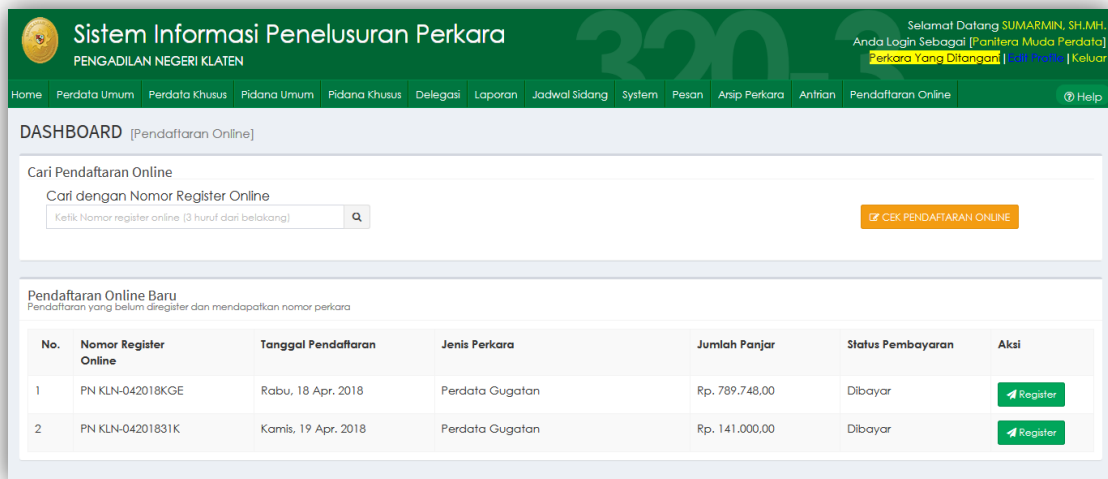 Sistem Informasi Penelusuran Perkara
PENGADILAN NEGERI KLATEN
320-3
Selamat Datang SUMARMIN, SH.MH.
Anda Login Sebagai [Panitera Muda Perdata]
Perkara Yang Ditangani | Edit Profile | Keluar
Home Perdata Umum Perdata Khusus Pidana Umum Pidana Khusus Delegasi Laporan Jadwal Sidang System Pesan Arsip Perkara Antrian Pendaftaran Online Help
DASHBOARD [Pendaftaran Online]
Cari Pendaftaran Online
Cari dengan Nomor Register Online
Ketik Nomor register online (3 huruf dari belakang)
CEK PENDAFTARAN ONLINE
Pendaftaran Online Baru
Pendaftaran yang belum diregister dan mendapatkan nomor perkara
No. Nomor Register Online Tanggal Pendaftaran Jenis Perkara Jumlah Panjar Status Pembayaran Aksi
1 PN KLN-042018KGE Rabu, 18 Apr. 2018 Perdata Gugatan Rp. 789.748,00 Dibayar Register
2 PN KLN-04201831K Kamis, 19 Apr. 2018 Perdata Gugatan Rp. 141.000,00 Dibayar Register